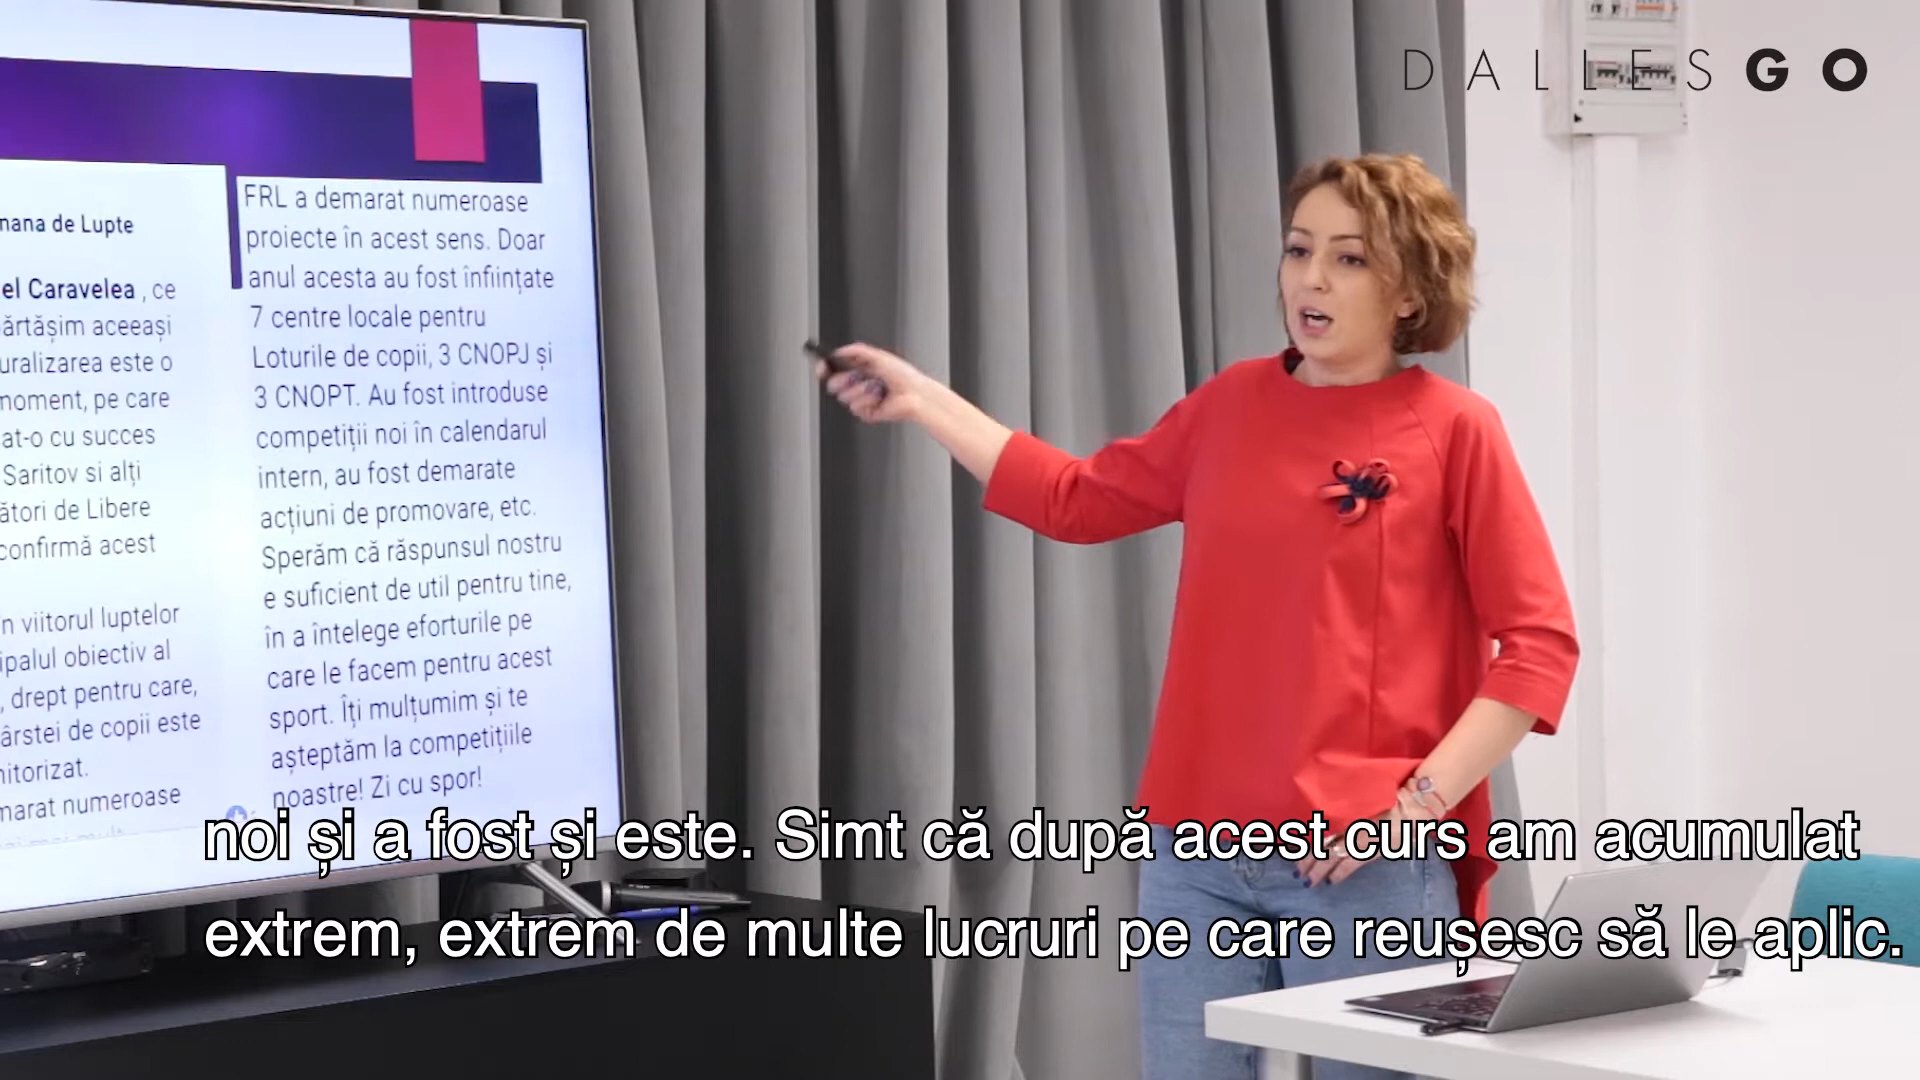 DALLESGO
mana de Lupte
el Caravelea , ce
ărtășim aceeași
uralizarea este o
moment, pe care
at-o cu succes
Saritov si alți
ători de Libere
confirmă acest
n viitorul luptelor
ipalul obiectiv al
, drept pentru care,
ârstei de copii este
nitorizat.
marat numeroase
FRL a demarat numeroase
proiecte în acest sens. Doar
anul acesta au fost înființate
7 centre locale pentru
Loturile de copii, 3 CNOPJ și
3 CNOPT. Au fost introduse
competiții noi în calendarul
intern, au fost demarate
acțiuni de promovare, etc.
Sperăm că răspunsul nostru
e suficient de util pentru tine,
în a întelege eforturile pe
care le facem pentru acest
sport. Îți mulțumim și te
așteptăm la competițiile
noastre! Zi cu spor!
noi și a fost și este. Simt că după acest curs am acumulat
extrem, extrem de multe lucruri pe care reușesc să le aplic.